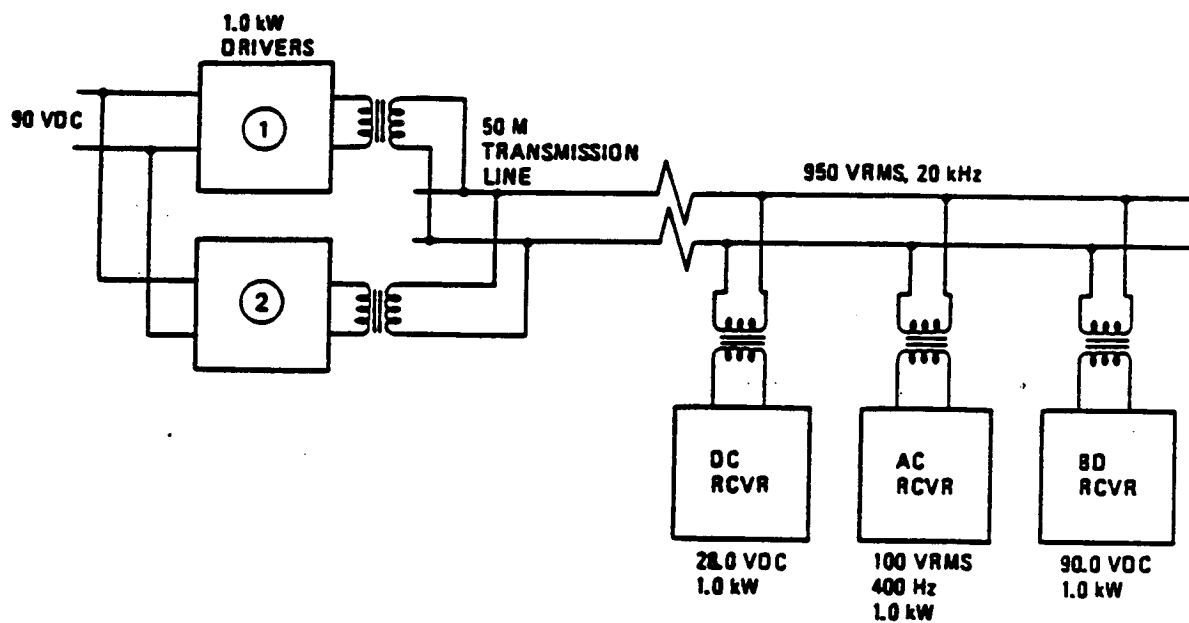 1.0 kW
DRIVERS
90 VDC
1
50 M
TRANSMISSION
LINE
950 VRMS, 20 kHz
2
DC
RCVR
AC
RCVR
BD
RCVR
28.0 VDC
1.0 kW
100 VRMS
400 Hz
1.0 kW
90.0 VDC
1.0 kW